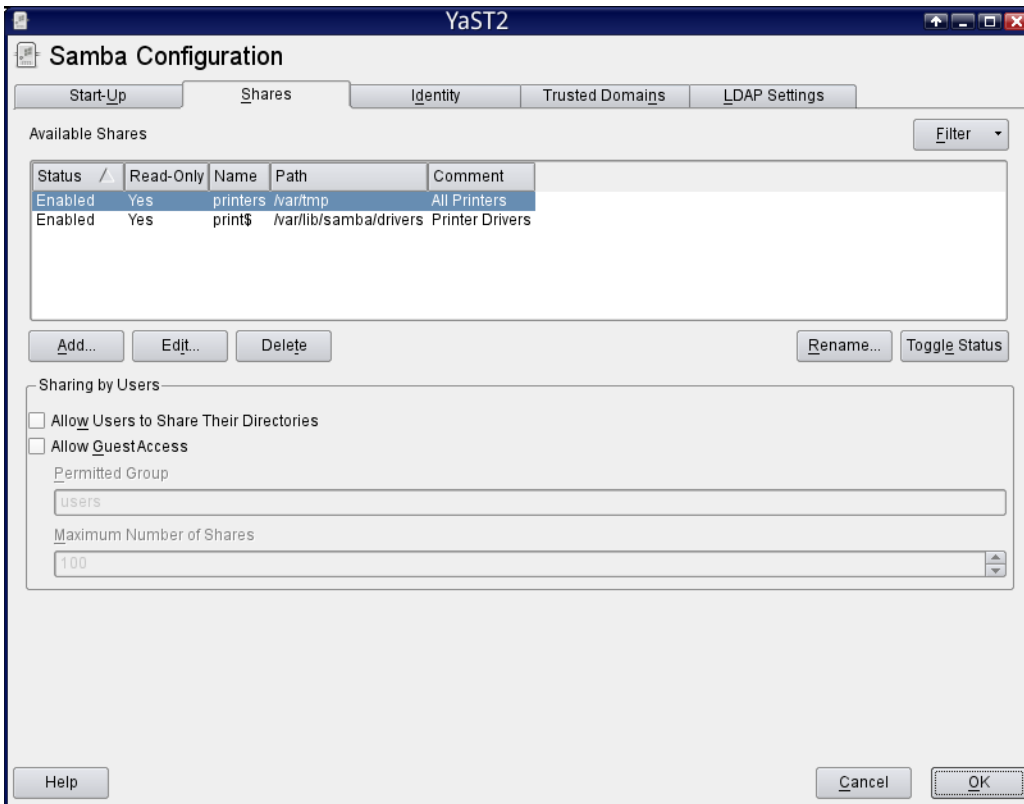 YaST2
Samba Configuration
Start-Up Shares Identity Trusted Domains LDAP Settings
Available Shares Filter
Status Read-Only Name Path Comment
Enabled Yes printers /var/tmp All Printers
Enabled Yes print$ /var/lib/samba/drivers Printer Drivers
Add... Edit... Delete Rename... Toggle Status
Sharing by Users
Allow Users to Share Their Directories
Allow Guest Access
Permitted Group
users
Maximum Number of Shares
100
Help Cancel OK